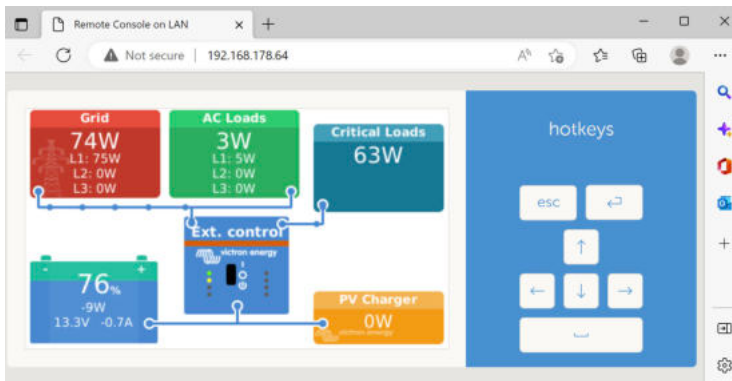 Remote Console on LAN
Not secure
192.168.178.64
Grid
74W
L1: 75W
L2: 0W
L3: 0W
AC Loads
3W
L1: 5W
L2: 0W
L3: 0W
Critical Loads
63W
hotkeys
esc
Ext. control
victron energy
76%
-9W
13.3V -0.7A
PV Charger
0W
victron energy